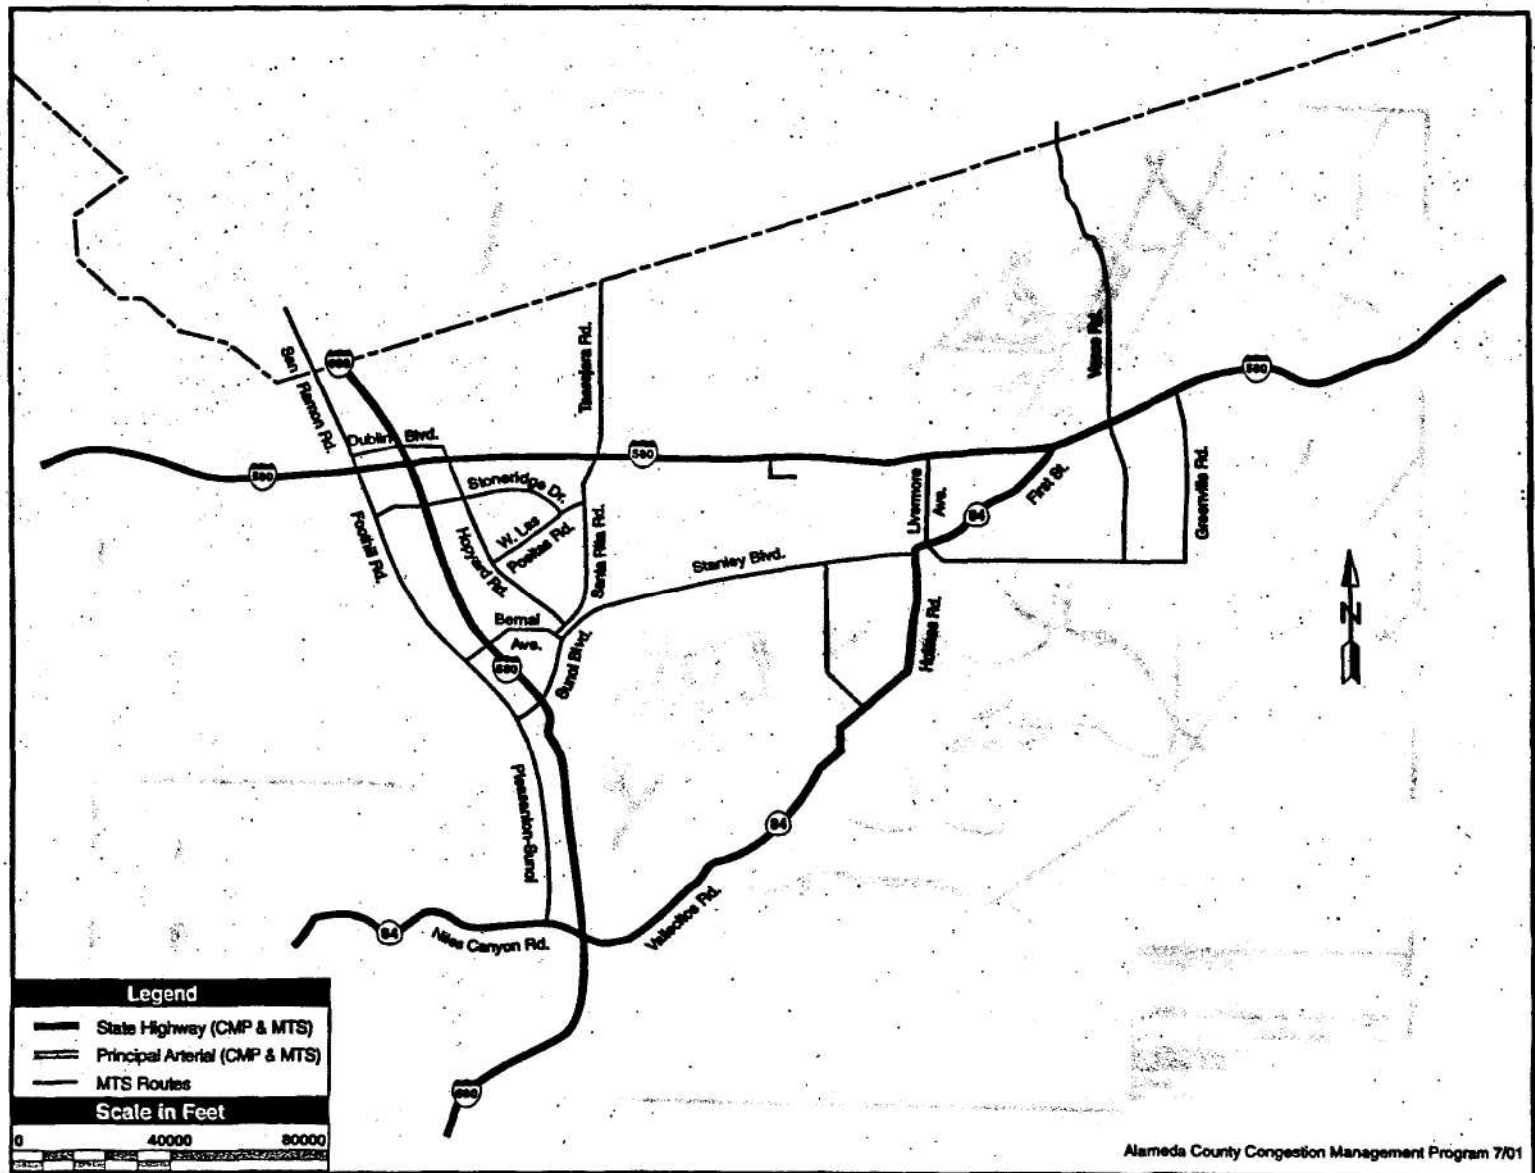 San Ramon Rd.
680
Tassajara Rd.
Vasco Rd.
580
Dublin Blvd.
580
580
Stoneridge Dr.
W. Las
Positas Rd.
Hopyard Rd.
Santa Rita Rd.
Foothill Rd.
Livermore
Ave.
84
First St.
Greenville Rd.
Stanley Blvd.
Bernal
Ave.
680
Sunol Blvd.
Holmes Rd.
N
Pleasanton-Sunol
84
Vallecitos Rd.
84
Niles Canyon Rd.
680
Legend
State Highway (CMP & MTS)
Principal Arterial (CMP & MTS)
MTS Routes
Scale in Feet
0 40000 80000
Alameda County Congestion Management Program 7/01